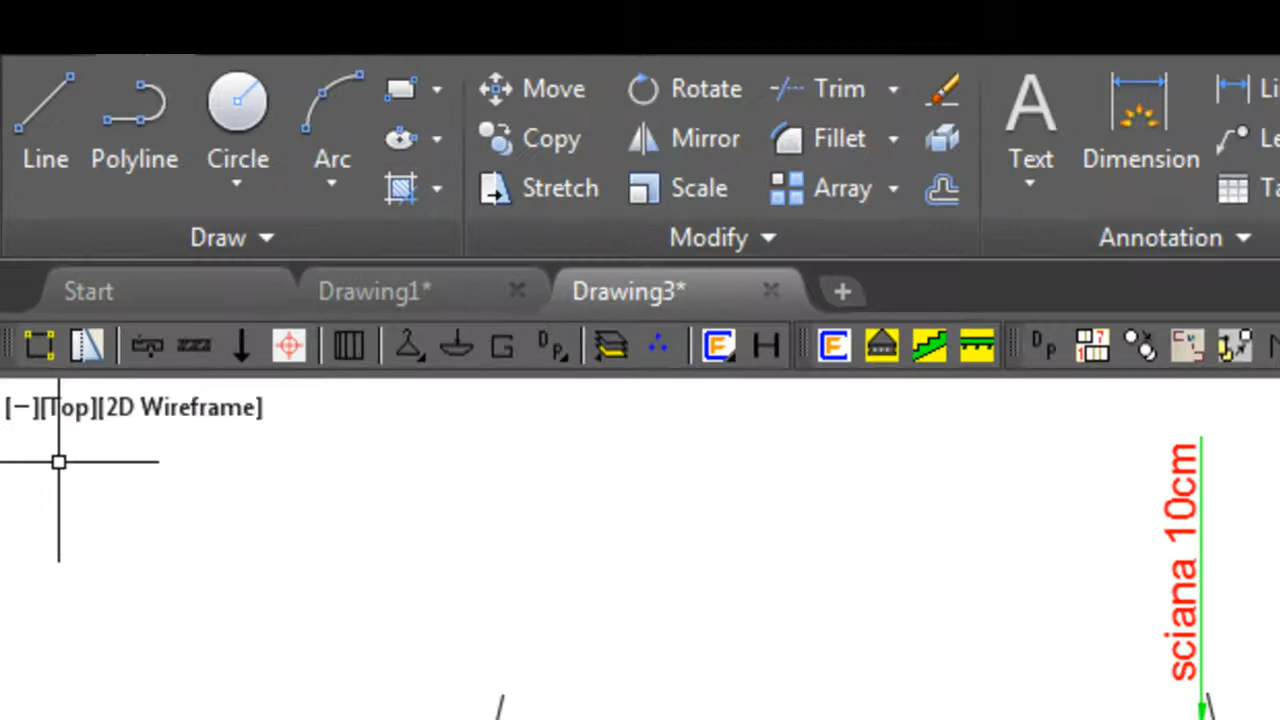 Line Polyline Circle Arc Move Rotate Trim Text Dimension
Copy Mirror Fillet
Stretch Scale Array
Draw Modify Annotation
Start Drawing1* Drawing3*
[−][Top][2D Wireframe]
sciana 10cm